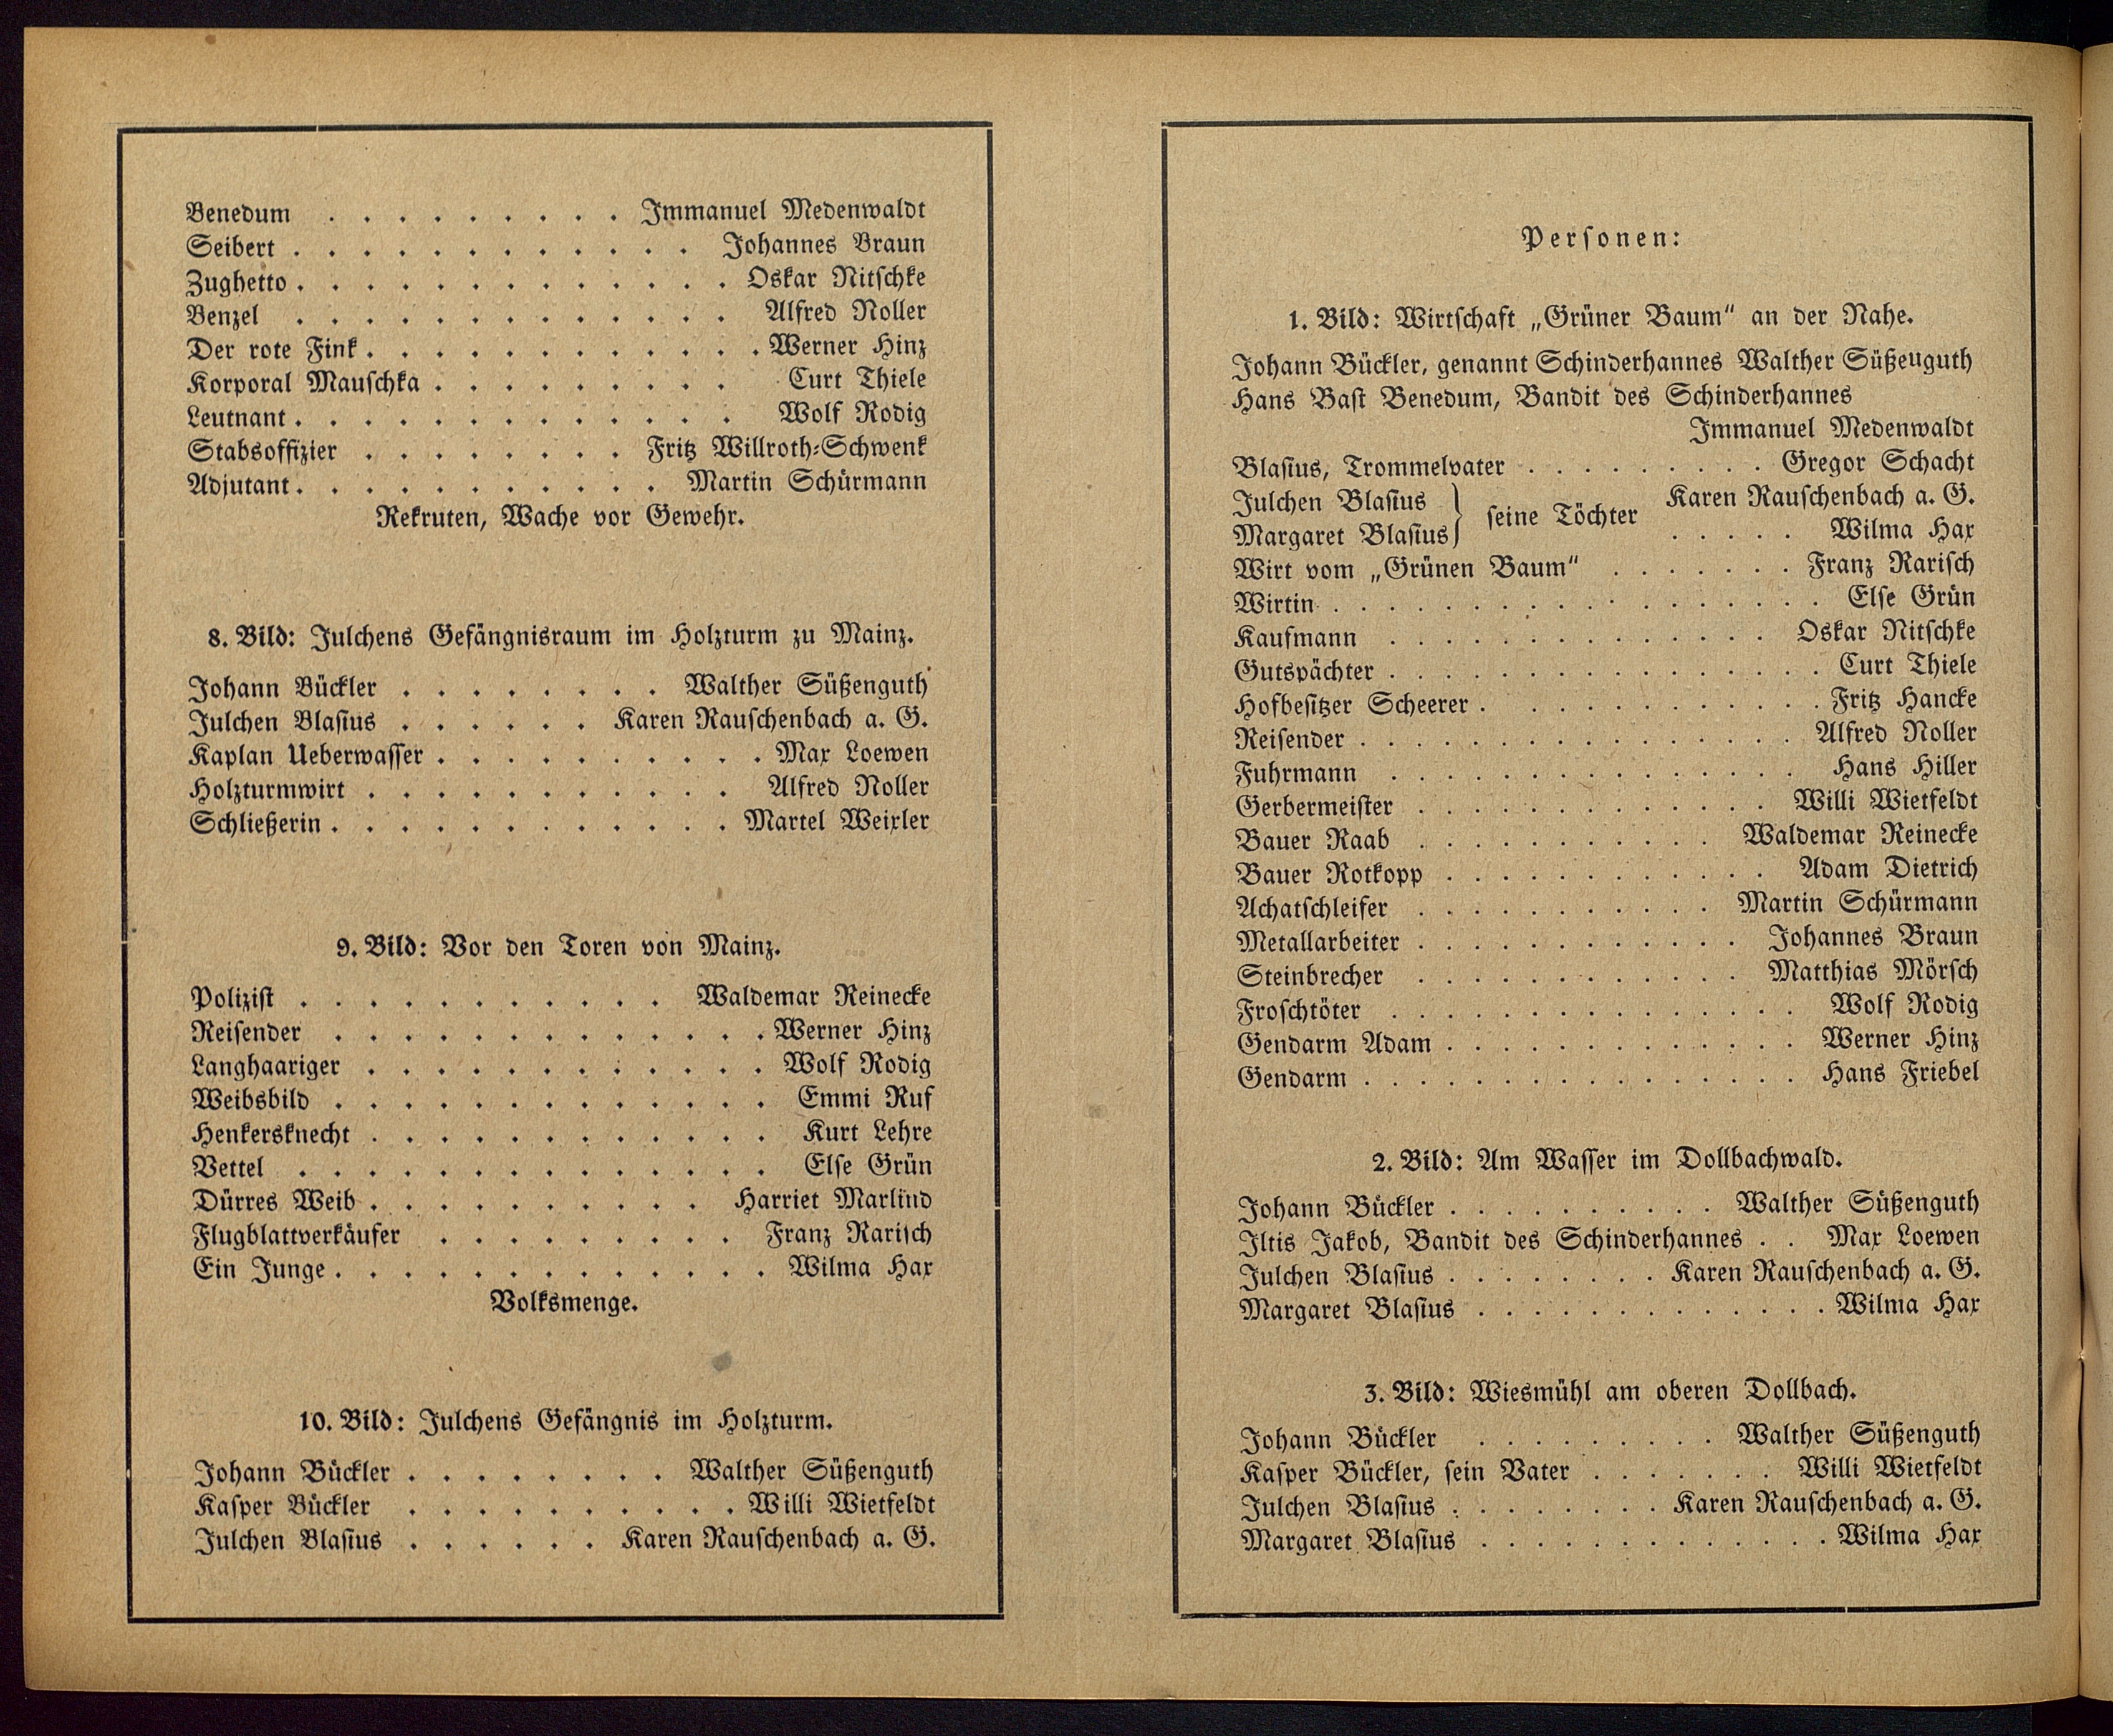 Benedum . . . . . . . . . Immanuel Medenwaldt
Seibert . . . . . . . . . . . . Johannes Braun
Zughetto . . . . . . . . . . . . . Oskar Nitschke
Benzel . . . . . . . . . . . . . Alfred Noller
Der rote Fink . . . . . . . . . . . . Werner Hinz
Korporal Mauschka . . . . . . . . . Curt Thiele
Leutnant . . . . . . . . . . . . . Wolf Rodig
Stabsoffizier . . . . . . . . Fritz Willroth-Schwenk
Adjutant . . . . . . . . . . . Martin Schürmann
Rekruten, Wache vor Gewehr.
8. Bild: Julchens Gefängnisraum im Holzturm zu Mainz.
Johann Bückler . . . . . . . . Walther Süßenguth
Julchen Blasius . . . . . . Karen Rauschenbach a. G.
Kaplan Ueberwasser . . . . . . . . . . Max Loewen
Holzturmwirt . . . . . . . . . . . Alfred Noller
Schließerin . . . . . . . . . . . . Martel Weixler
9. Bild: Vor den Toren von Mainz.
Polizist . . . . . . . . . . . Waldemar Reinecke
Reisender . . . . . . . . . . . . . Werner Hinz
Langhaariger . . . . . . . . . . . . Wolf Rodig
Weibsbild . . . . . . . . . . . . . Emmi Ruf
Henkersknecht . . . . . . . . . . . . Kurt Lehre
Vettel . . . . . . . . . . . . . . Else Grün
Dürres Weib . . . . . . . . . . Harriet Marlind
Flugblattverkäufer . . . . . . . . . Franz Rarisch
Ein Junge . . . . . . . . . . . . . Wilma Hax
Volksmenge.
10. Bild: Julchens Gefängnis im Holzturm.
Johann Bückler . . . . . . . . Walther Süßenguth
Kasper Bückler . . . . . . . . . . Willi Wietfeldt
Julchen Blasius . . . . . . Karen Rauschenbach a. G.
Personen:
1. Bild: Wirtschaft „Grüner Baum“ an der Nahe.
Johann Bückler, genannt Schinderhannes Walther Süßeuguth
Hans Bast Benedum, Bandit des Schinderhannes
Immanuel Medenwaldt
Blasius, Trommelvater . . . . . . . . . Gregor Schacht
Julchen Blasius } seine Töchter Karen Rauschenbach a. G.
Margaret Blasius } . . . . . Wilma Hax
Wirt vom „Grünen Baum“ . . . . . . . Franz Rarisch
Wirtin . . . . . . . . . . . . . . . . . . Else Grün
Kaufmann . . . . . . . . . . . . . . Oskar Nitschke
Gutspächter . . . . . . . . . . . . . . . . Curt Thiele
Hofbesitzer Scheerer . . . . . . . . . . . . Fritz Hancke
Reisender . . . . . . . . . . . . . . . . Alfred Noller
Fuhrmann . . . . . . . . . . . . . . . Hans Hiller
Gerbermeister . . . . . . . . . . . . . Willi Wietfeldt
Bauer Raab . . . . . . . . . . . Waldemar Reinecke
Bauer Rotkopp . . . . . . . . . . . . Adam Dietrich
Achatschleifer . . . . . . . . . . . Martin Schürmann
Metallarbeiter . . . . . . . . . . . . Johannes Braun
Steinbrecher . . . . . . . . . . . . Matthias Mörsch
Froschtöter . . . . . . . . . . . . . . . Wolf Rodig
Gendarm Adam . . . . . . . . . . . . . Werner Hinz
Gendarm . . . . . . . . . . . . . . . . Hans Friebel
2. Bild: Am Wasser im Dollbachwald.
Johann Bückler . . . . . . . . . . Walther Süßenguth
Iltis Jakob, Bandit des Schinderhannes . . Max Loewen
Julchen Blasius . . . . . . . . Karen Rauschenbach a. G.
Margaret Blasius . . . . . . . . . . . . . Wilma Hax
3. Bild: Wiesmühl am oberen Dollbach.
Johann Bückler . . . . . . . . . Walther Süßenguth
Kasper Bückler, sein Vater . . . . . . . Willi Wietfeldt
Julchen Blasius . . . . . . . . Karen Rauschenbach a. G.
Margaret Blasius . . . . . . . . . . . . . Wilma Hax